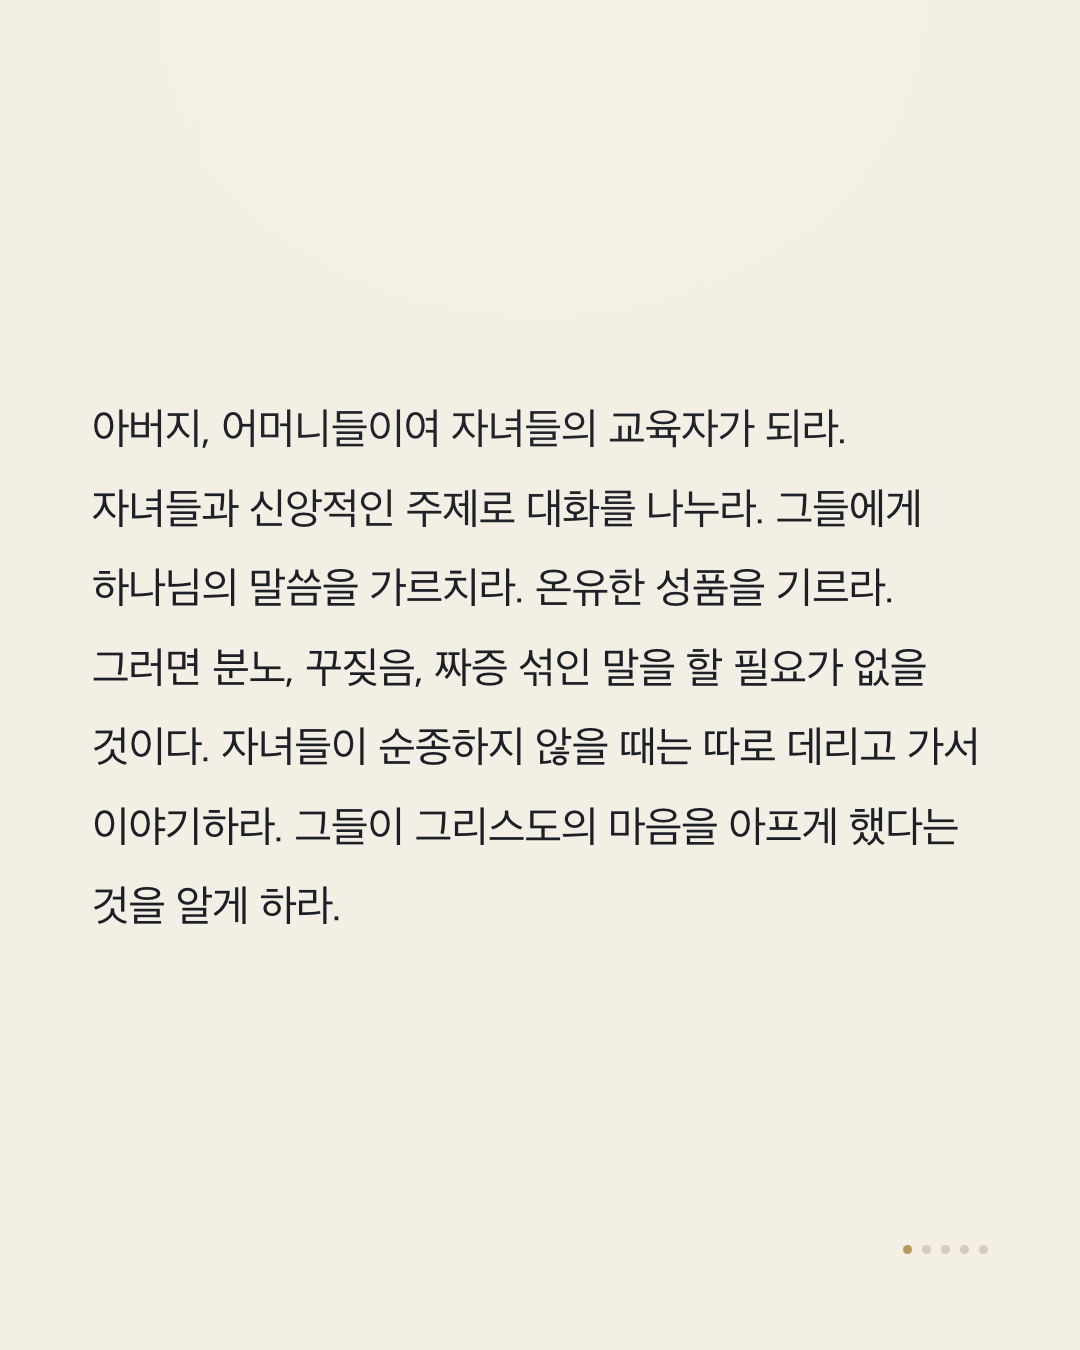 아버지, 어머니들이여 자녀들의 교육자가 되라.
자녀들과 신앙적인 주제로 대화를 나누라. 그들에게
하나님의 말씀을 가르치라. 온유한 성품을 기르라.
그러면 분노, 꾸짖음, 짜증 섞인 말을 할 필요가 없을
것이다. 자녀들이 순종하지 않을 때는 따로 데리고 가서
이야기하라. 그들이 그리스도의 마음을 아프게 했다는
것을 알게 하라.